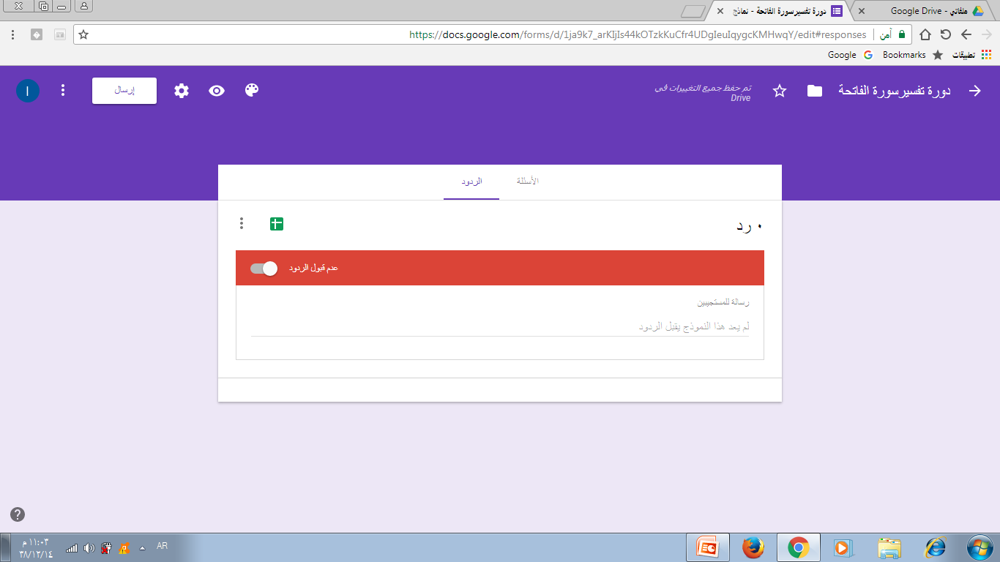 ملفاتي - Google Drive
دورة تفسيرسورة الفاتحة - نماذج
آمن
https://docs.google.com/forms/d/1ja9k7_arKIjIs44kOTzkKuCfr4UDgIeuIqygcKMHwqY/edit#responses
تطبيقات
Bookmarks
Google
دورة تفسيرسورة الفاتحة
تم حفظ جميع التغييرات في
Drive
إرسال
الأسئلة
الردود
٠ رد
عدم قبول الردود
رسالة للمستجيبين
لم يعد هذا النموذج يقبل الردود
AR
١١:٠٣ م
٣٨/١٢/١٤